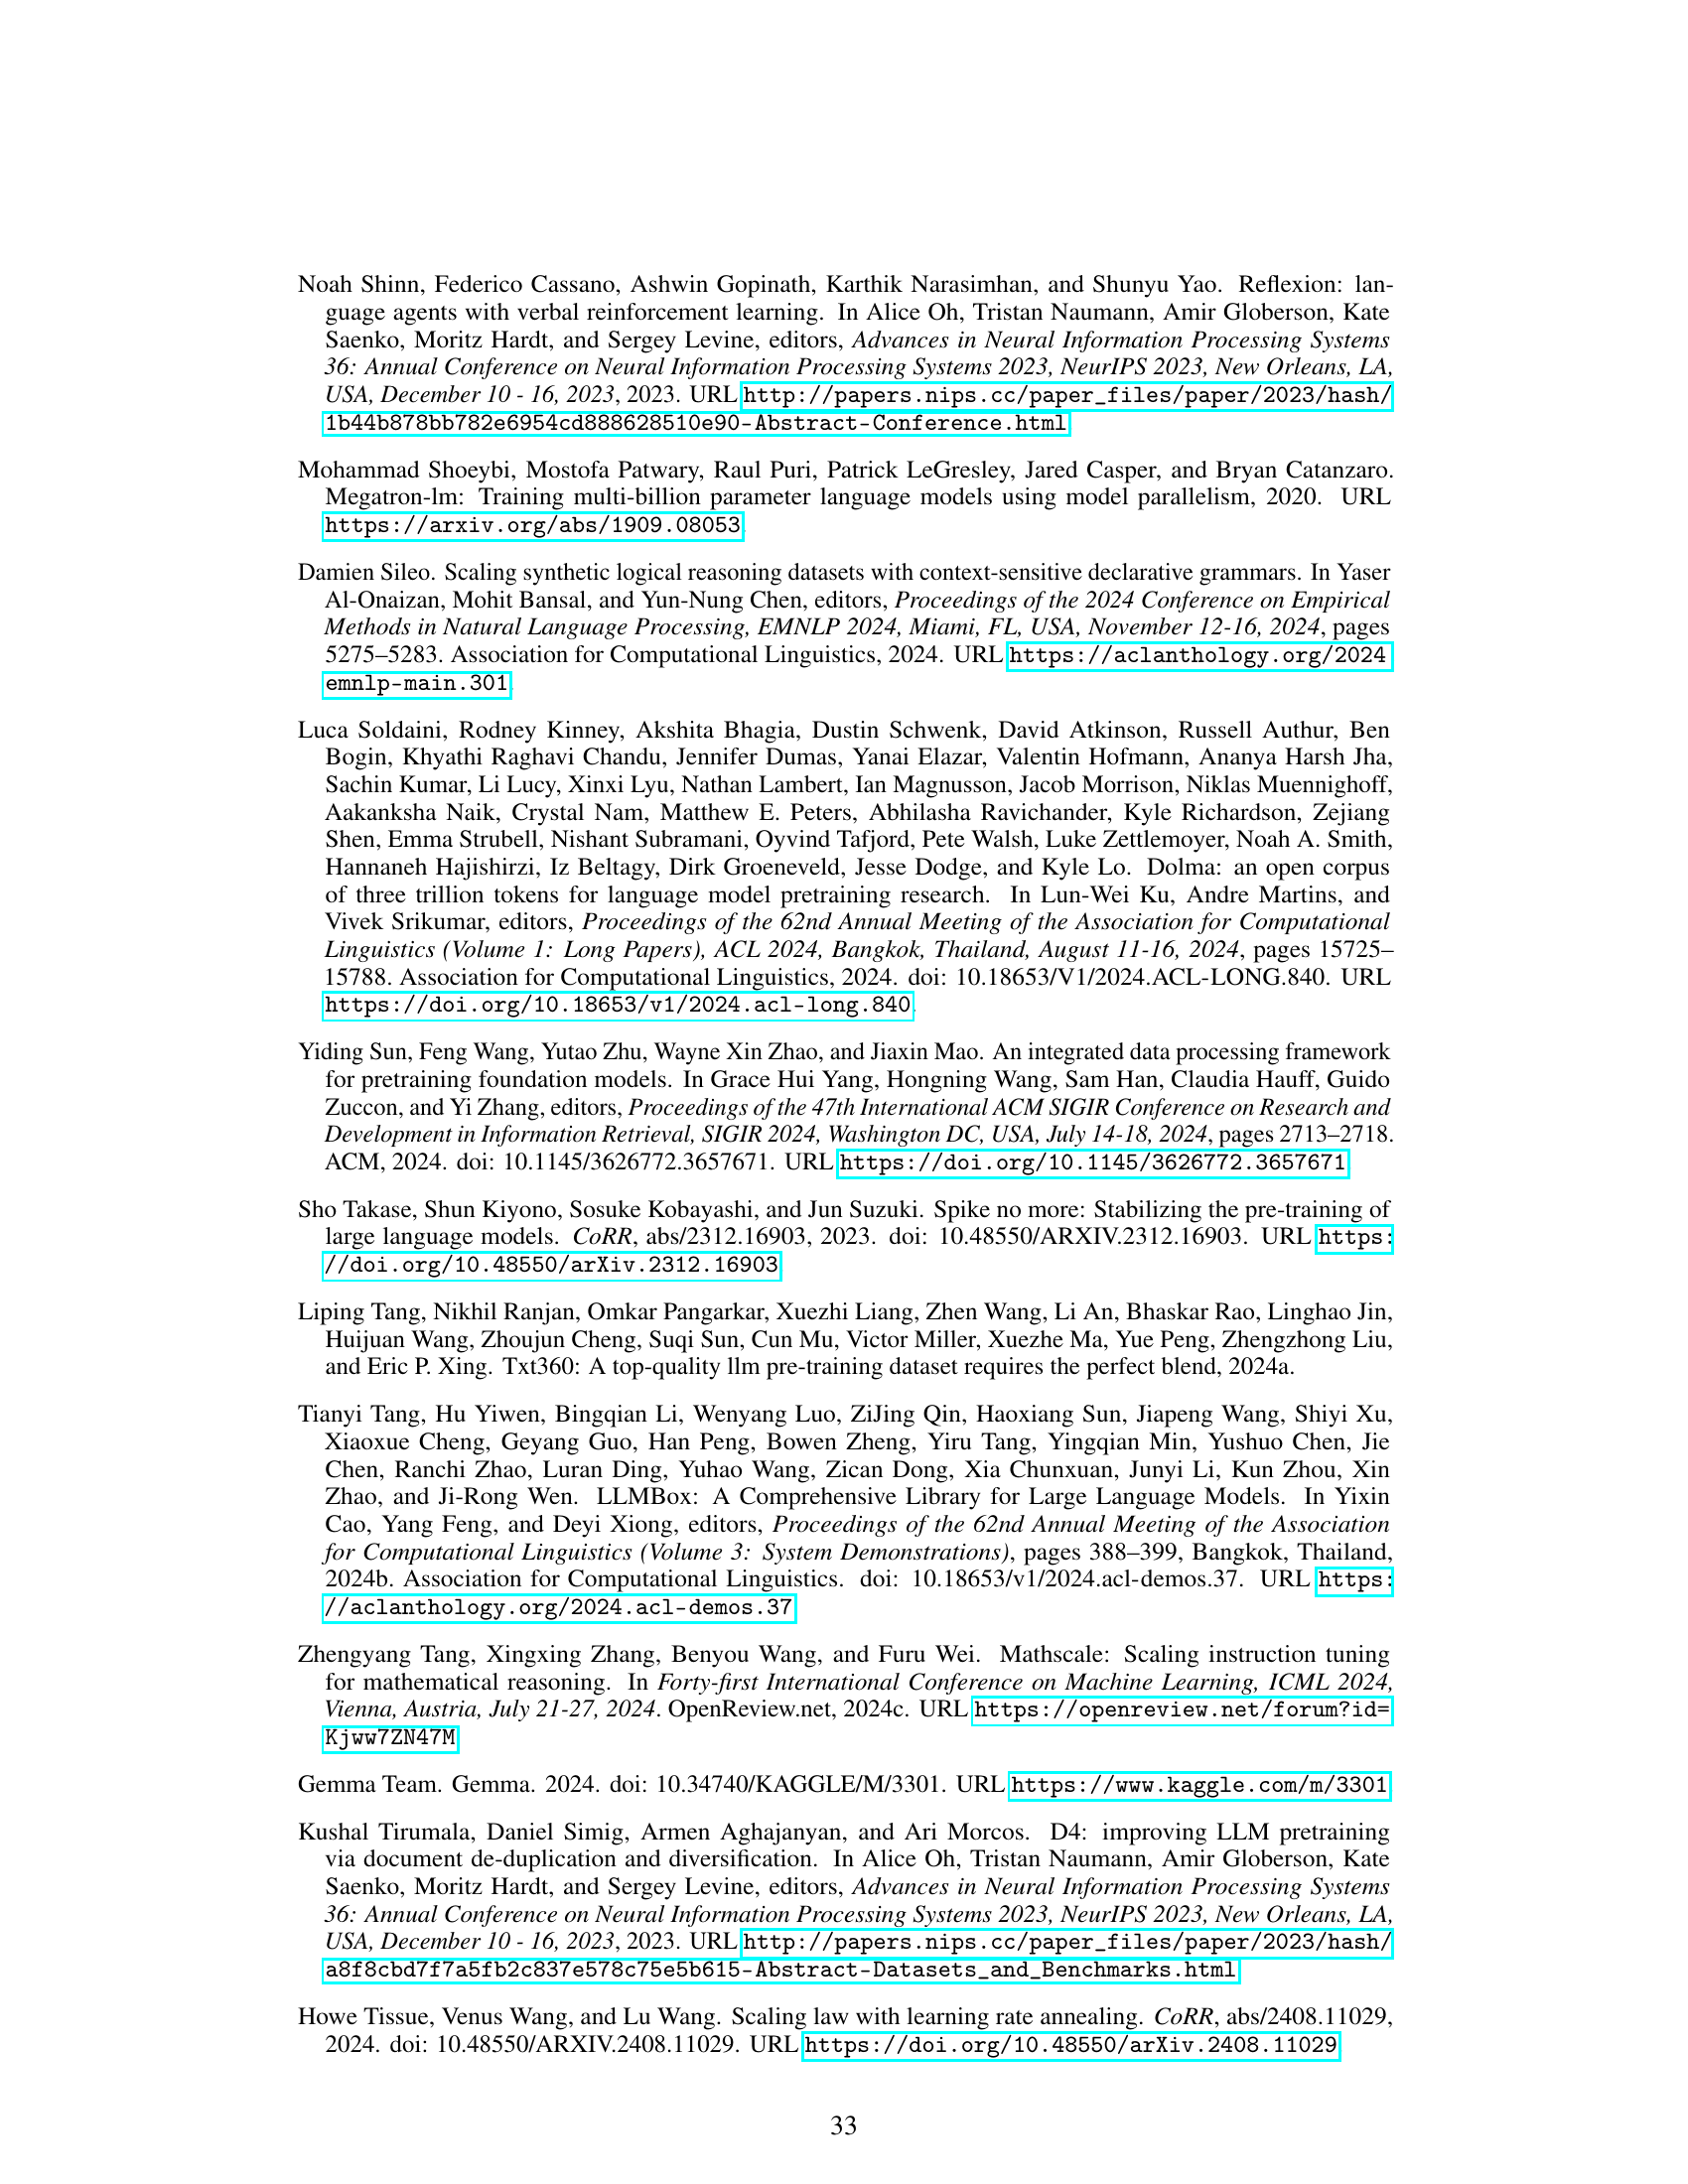 Noah Shinn, Federico Cassano, Ashwin Gopinath, Karthik Narasimhan, and Shunyu Yao. Reflexion: lan-
guage agents with verbal reinforcement learning. In Alice Oh, Tristan Naumann, Amir Globerson, Kate
Saenko, Moritz Hardt, and Sergey Levine, editors, Advances in Neural Information Processing Systems
36: Annual Conference on Neural Information Processing Systems 2023, NeurIPS 2023, New Orleans, LA,
USA, December 10 - 16, 2023, 2023. URL http://papers.nips.cc/paper_files/paper/2023/hash/
1b44b878bb782e6954cd888628510e90-Abstract-Conference.html
Mohammad Shoeybi, Mostofa Patwary, Raul Puri, Patrick LeGresley, Jared Casper, and Bryan Catanzaro.
Megatron-lm: Training multi-billion parameter language models using model parallelism, 2020. URL
https://arxiv.org/abs/1909.08053
Damien Sileo. Scaling synthetic logical reasoning datasets with context-sensitive declarative grammars. In Yaser
Al-Onaizan, Mohit Bansal, and Yun-Nung Chen, editors, Proceedings of the 2024 Conference on Empirical
Methods in Natural Language Processing, EMNLP 2024, Miami, FL, USA, November 12-16, 2024, pages
5275–5283. Association for Computational Linguistics, 2024. URL https://aclanthology.org/2024
emnlp-main.301
Luca Soldaini, Rodney Kinney, Akshita Bhagia, Dustin Schwenk, David Atkinson, Russell Authur, Ben
Bogin, Khyathi Raghavi Chandu, Jennifer Dumas, Yanai Elazar, Valentin Hofmann, Ananya Harsh Jha,
Sachin Kumar, Li Lucy, Xinxi Lyu, Nathan Lambert, Ian Magnusson, Jacob Morrison, Niklas Muennighoff,
Aakanksha Naik, Crystal Nam, Matthew E. Peters, Abhilasha Ravichander, Kyle Richardson, Zejiang
Shen, Emma Strubell, Nishant Subramani, Oyvind Tafjord, Pete Walsh, Luke Zettlemoyer, Noah A. Smith,
Hannaneh Hajishirzi, Iz Beltagy, Dirk Groeneveld, Jesse Dodge, and Kyle Lo. Dolma: an open corpus
of three trillion tokens for language model pretraining research. In Lun-Wei Ku, Andre Martins, and
Vivek Srikumar, editors, Proceedings of the 62nd Annual Meeting of the Association for Computational
Linguistics (Volume 1: Long Papers), ACL 2024, Bangkok, Thailand, August 11-16, 2024, pages 15725–
15788. Association for Computational Linguistics, 2024. doi: 10.18653/V1/2024.ACL-LONG.840. URL
https://doi.org/10.18653/v1/2024.acl-long.840
Yiding Sun, Feng Wang, Yutao Zhu, Wayne Xin Zhao, and Jiaxin Mao. An integrated data processing framework
for pretraining foundation models. In Grace Hui Yang, Hongning Wang, Sam Han, Claudia Hauff, Guido
Zuccon, and Yi Zhang, editors, Proceedings of the 47th International ACM SIGIR Conference on Research and
Development in Information Retrieval, SIGIR 2024, Washington DC, USA, July 14-18, 2024, pages 2713–2718.
ACM, 2024. doi: 10.1145/3626772.3657671. URL https://doi.org/10.1145/3626772.3657671
Sho Takase, Shun Kiyono, Sosuke Kobayashi, and Jun Suzuki. Spike no more: Stabilizing the pre-training of
large language models. CoRR, abs/2312.16903, 2023. doi: 10.48550/ARXIV.2312.16903. URL https:
//doi.org/10.48550/arXiv.2312.16903
Liping Tang, Nikhil Ranjan, Omkar Pangarkar, Xuezhi Liang, Zhen Wang, Li An, Bhaskar Rao, Linghao Jin,
Huijuan Wang, Zhoujun Cheng, Suqi Sun, Cun Mu, Victor Miller, Xuezhe Ma, Yue Peng, Zhengzhong Liu,
and Eric P. Xing. Txt360: A top-quality llm pre-training dataset requires the perfect blend, 2024a.
Tianyi Tang, Hu Yiwen, Bingqian Li, Wenyang Luo, ZiJing Qin, Haoxiang Sun, Jiapeng Wang, Shiyi Xu,
Xiaoxue Cheng, Geyang Guo, Han Peng, Bowen Zheng, Yiru Tang, Yingqian Min, Yushuo Chen, Jie
Chen, Ranchi Zhao, Luran Ding, Yuhao Wang, Zican Dong, Xia Chunxuan, Junyi Li, Kun Zhou, Xin
Zhao, and Ji-Rong Wen. LLMBox: A Comprehensive Library for Large Language Models. In Yixin
Cao, Yang Feng, and Deyi Xiong, editors, Proceedings of the 62nd Annual Meeting of the Association
for Computational Linguistics (Volume 3: System Demonstrations), pages 388–399, Bangkok, Thailand,
2024b. Association for Computational Linguistics. doi: 10.18653/v1/2024.acl-demos.37. URL https:
//aclanthology.org/2024.acl-demos.37
Zhengyang Tang, Xingxing Zhang, Benyou Wang, and Furu Wei. Mathscale: Scaling instruction tuning
for mathematical reasoning. In Forty-first International Conference on Machine Learning, ICML 2024,
Vienna, Austria, July 21-27, 2024. OpenReview.net, 2024c. URL https://openreview.net/forum?id=
Kjww7ZN47M
Gemma Team. Gemma. 2024. doi: 10.34740/KAGGLE/M/3301. URL https://www.kaggle.com/m/3301
Kushal Tirumala, Daniel Simig, Armen Aghajanyan, and Ari Morcos. D4: improving LLM pretraining
via document de-duplication and diversification. In Alice Oh, Tristan Naumann, Amir Globerson, Kate
Saenko, Moritz Hardt, and Sergey Levine, editors, Advances in Neural Information Processing Systems
36: Annual Conference on Neural Information Processing Systems 2023, NeurIPS 2023, New Orleans, LA,
USA, December 10 - 16, 2023, 2023. URL http://papers.nips.cc/paper_files/paper/2023/hash/
a8f8cbd7f7a5fb2c837e578c75e5b615-Abstract-Datasets_and_Benchmarks.html
Howe Tissue, Venus Wang, and Lu Wang. Scaling law with learning rate annealing. CoRR, abs/2408.11029,
2024. doi: 10.48550/ARXIV.2408.11029. URL https://doi.org/10.48550/arXiv.2408.11029
33